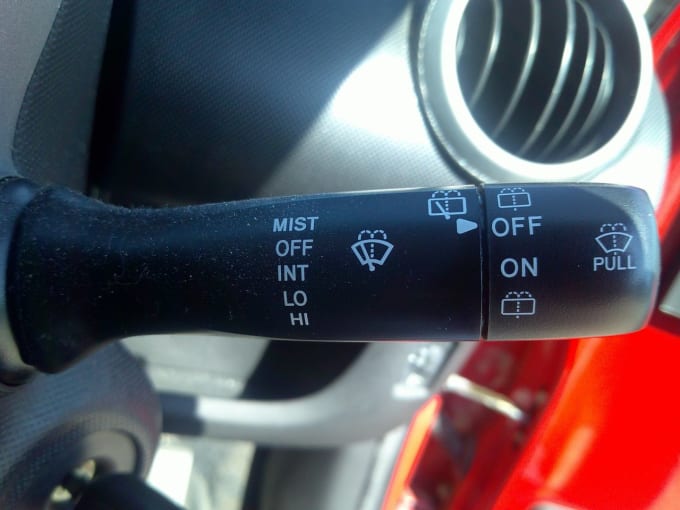 MIST
OFF
INT
LO
HI
OFF
ON
PULL